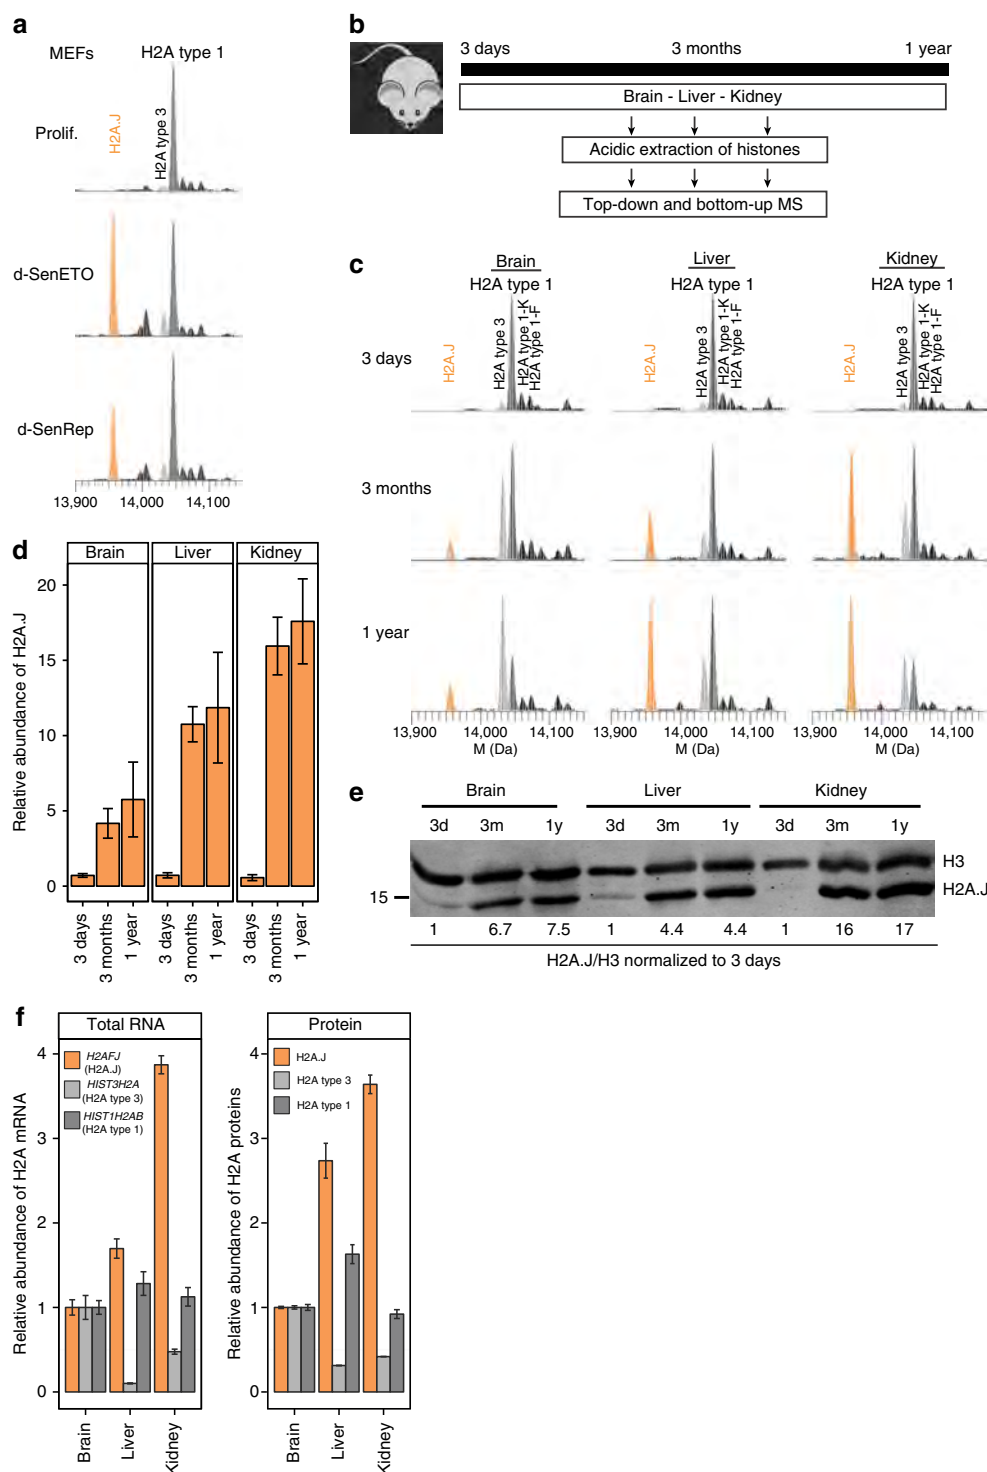 a
MEFs
H2A type 1
Prolif.
H2A.J
H2A type 3
d-SenETO
d-SenRep
13,900 14,000 14,100
b
3 days 3 months 1 year
Brain - Liver - Kidney
Acidic extraction of histones
Top-down and bottom-up MS
c
Brain Liver Kidney
H2A type 1 H2A type 1 H2A type 1
3 days
H2A.J
H2A type 3
H2A type 1-K
H2A type 1-F
H2A.J
H2A type 3
H2A type 1-K
H2A type 1-F
H2A.J
H2A type 3
H2A type 1-K
H2A type 1-F
3 months
1 year
13,900 14,000 14,100 13,900 14,000 14,100 13,900 14,000 14,100
M (Da) M (Da) M (Da)
d
Brain Liver Kidney
Relative abundance of H2A.J
20
15
10
5
0
3 days 3 months 1 year 3 days 3 months 1 year 3 days 3 months 1 year
e
Brain Liver Kidney
3d 3m 1y 3d 3m 1y 3d 3m 1y
H3
H2A.J
15
1 6.7 7.5 1 4.4 4.4 1 16 17
H2A.J/H3 normalized to 3 days
f
Total RNA
Relative abundance of H2A mRNA
4
3
2
1
0
H2AFJ
(H2A.J)
HIST3H2A
(H2A type 3)
HIST1H2AB
(H2A type 1)
Brain Liver Kidney
Protein
Relative abundance of H2A proteins
4
3
2
1
0
H2A.J
H2A type 3
H2A type 1
Brain Liver Kidney